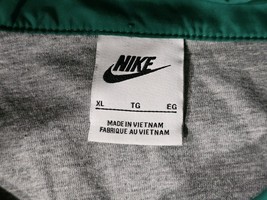 NIKE
XL TG EG
MADE IN VIETNAM
FABRIQUE AU VIETNAM